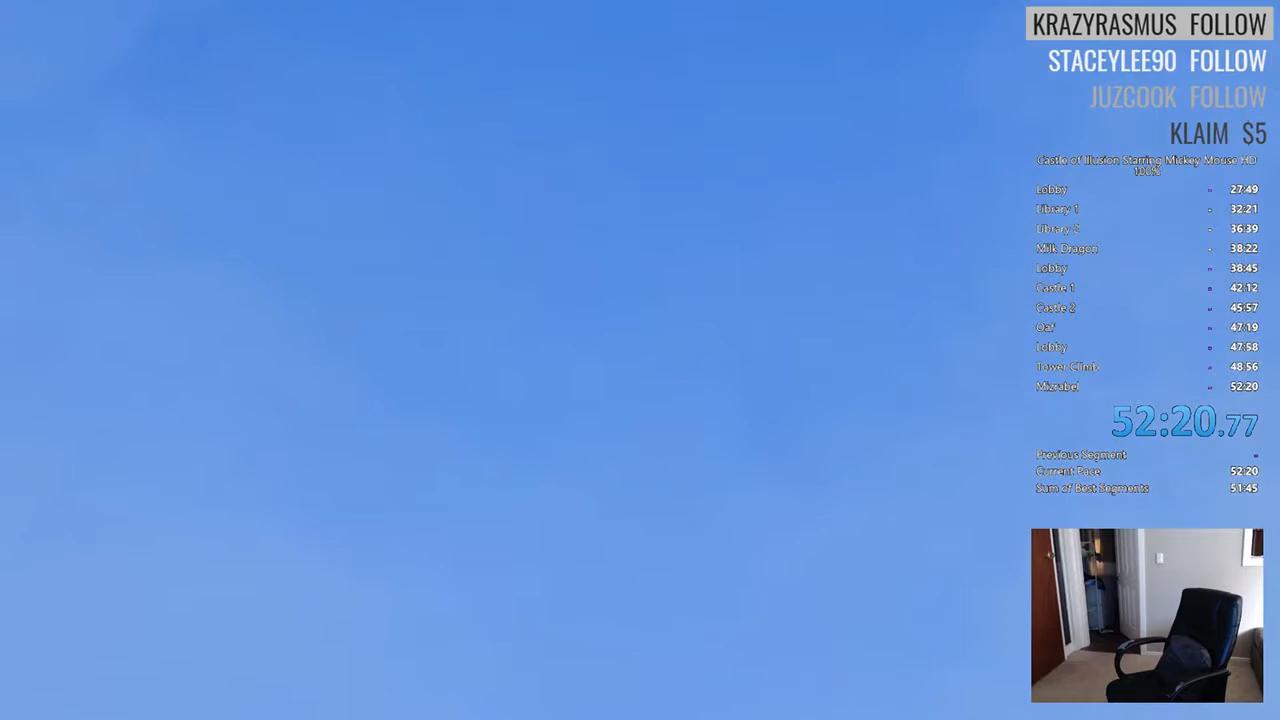 KRAZYRASMUS FOLLOW
STACEYLEE90 FOLLOW
JUZCOOK FOLLOW
KLAIM $5
Castle of Illusion Starring Mickey Mouse HD
100%
Lobby - 27:49
Library 1 - 32:21
Library 2 - 36:39
Milk Dragon - 38:22
Lobby - 38:45
Castle 1 - 42:12
Castle 2 - 45:57
Oaf - 47:19
Lobby - 47:58
Tower Climb - 48:56
Mizrabel - 52:20
52:20.77
Previous Segment -
Current Pace 52:20
Sum of Best Segments 51:45